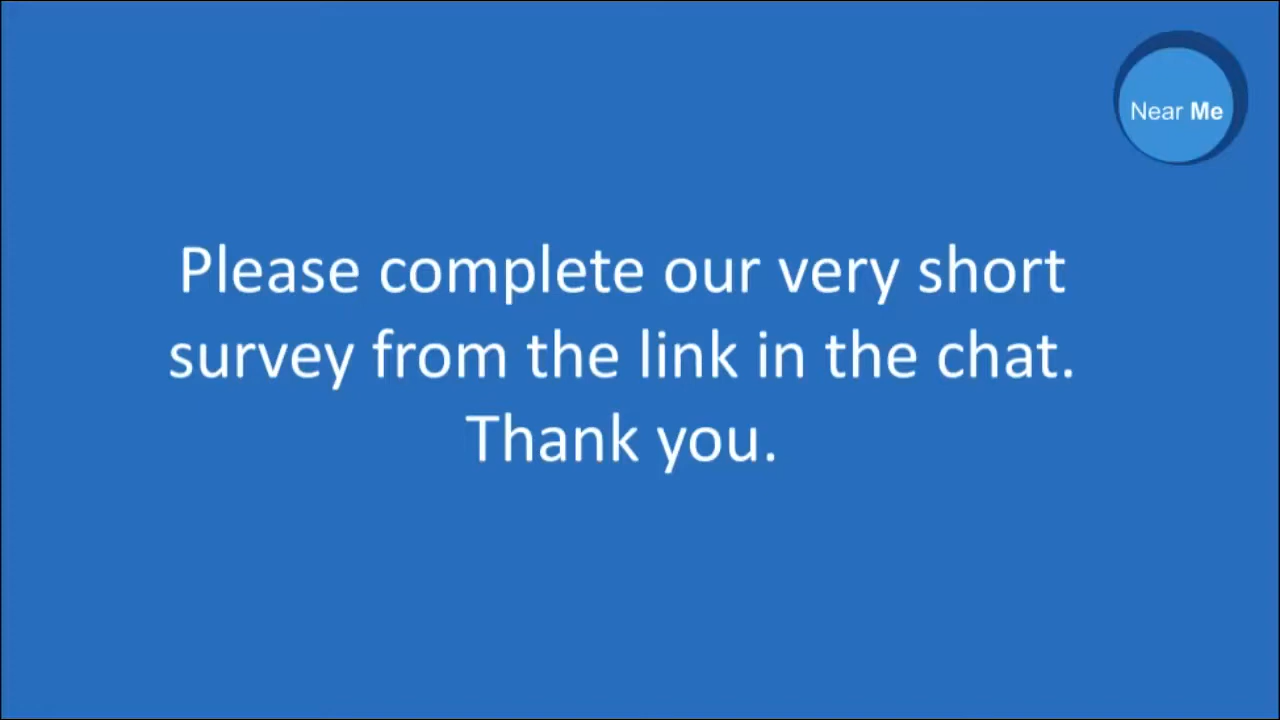 Near Me
Please complete our very short
survey from the link in the chat.
Thank you.